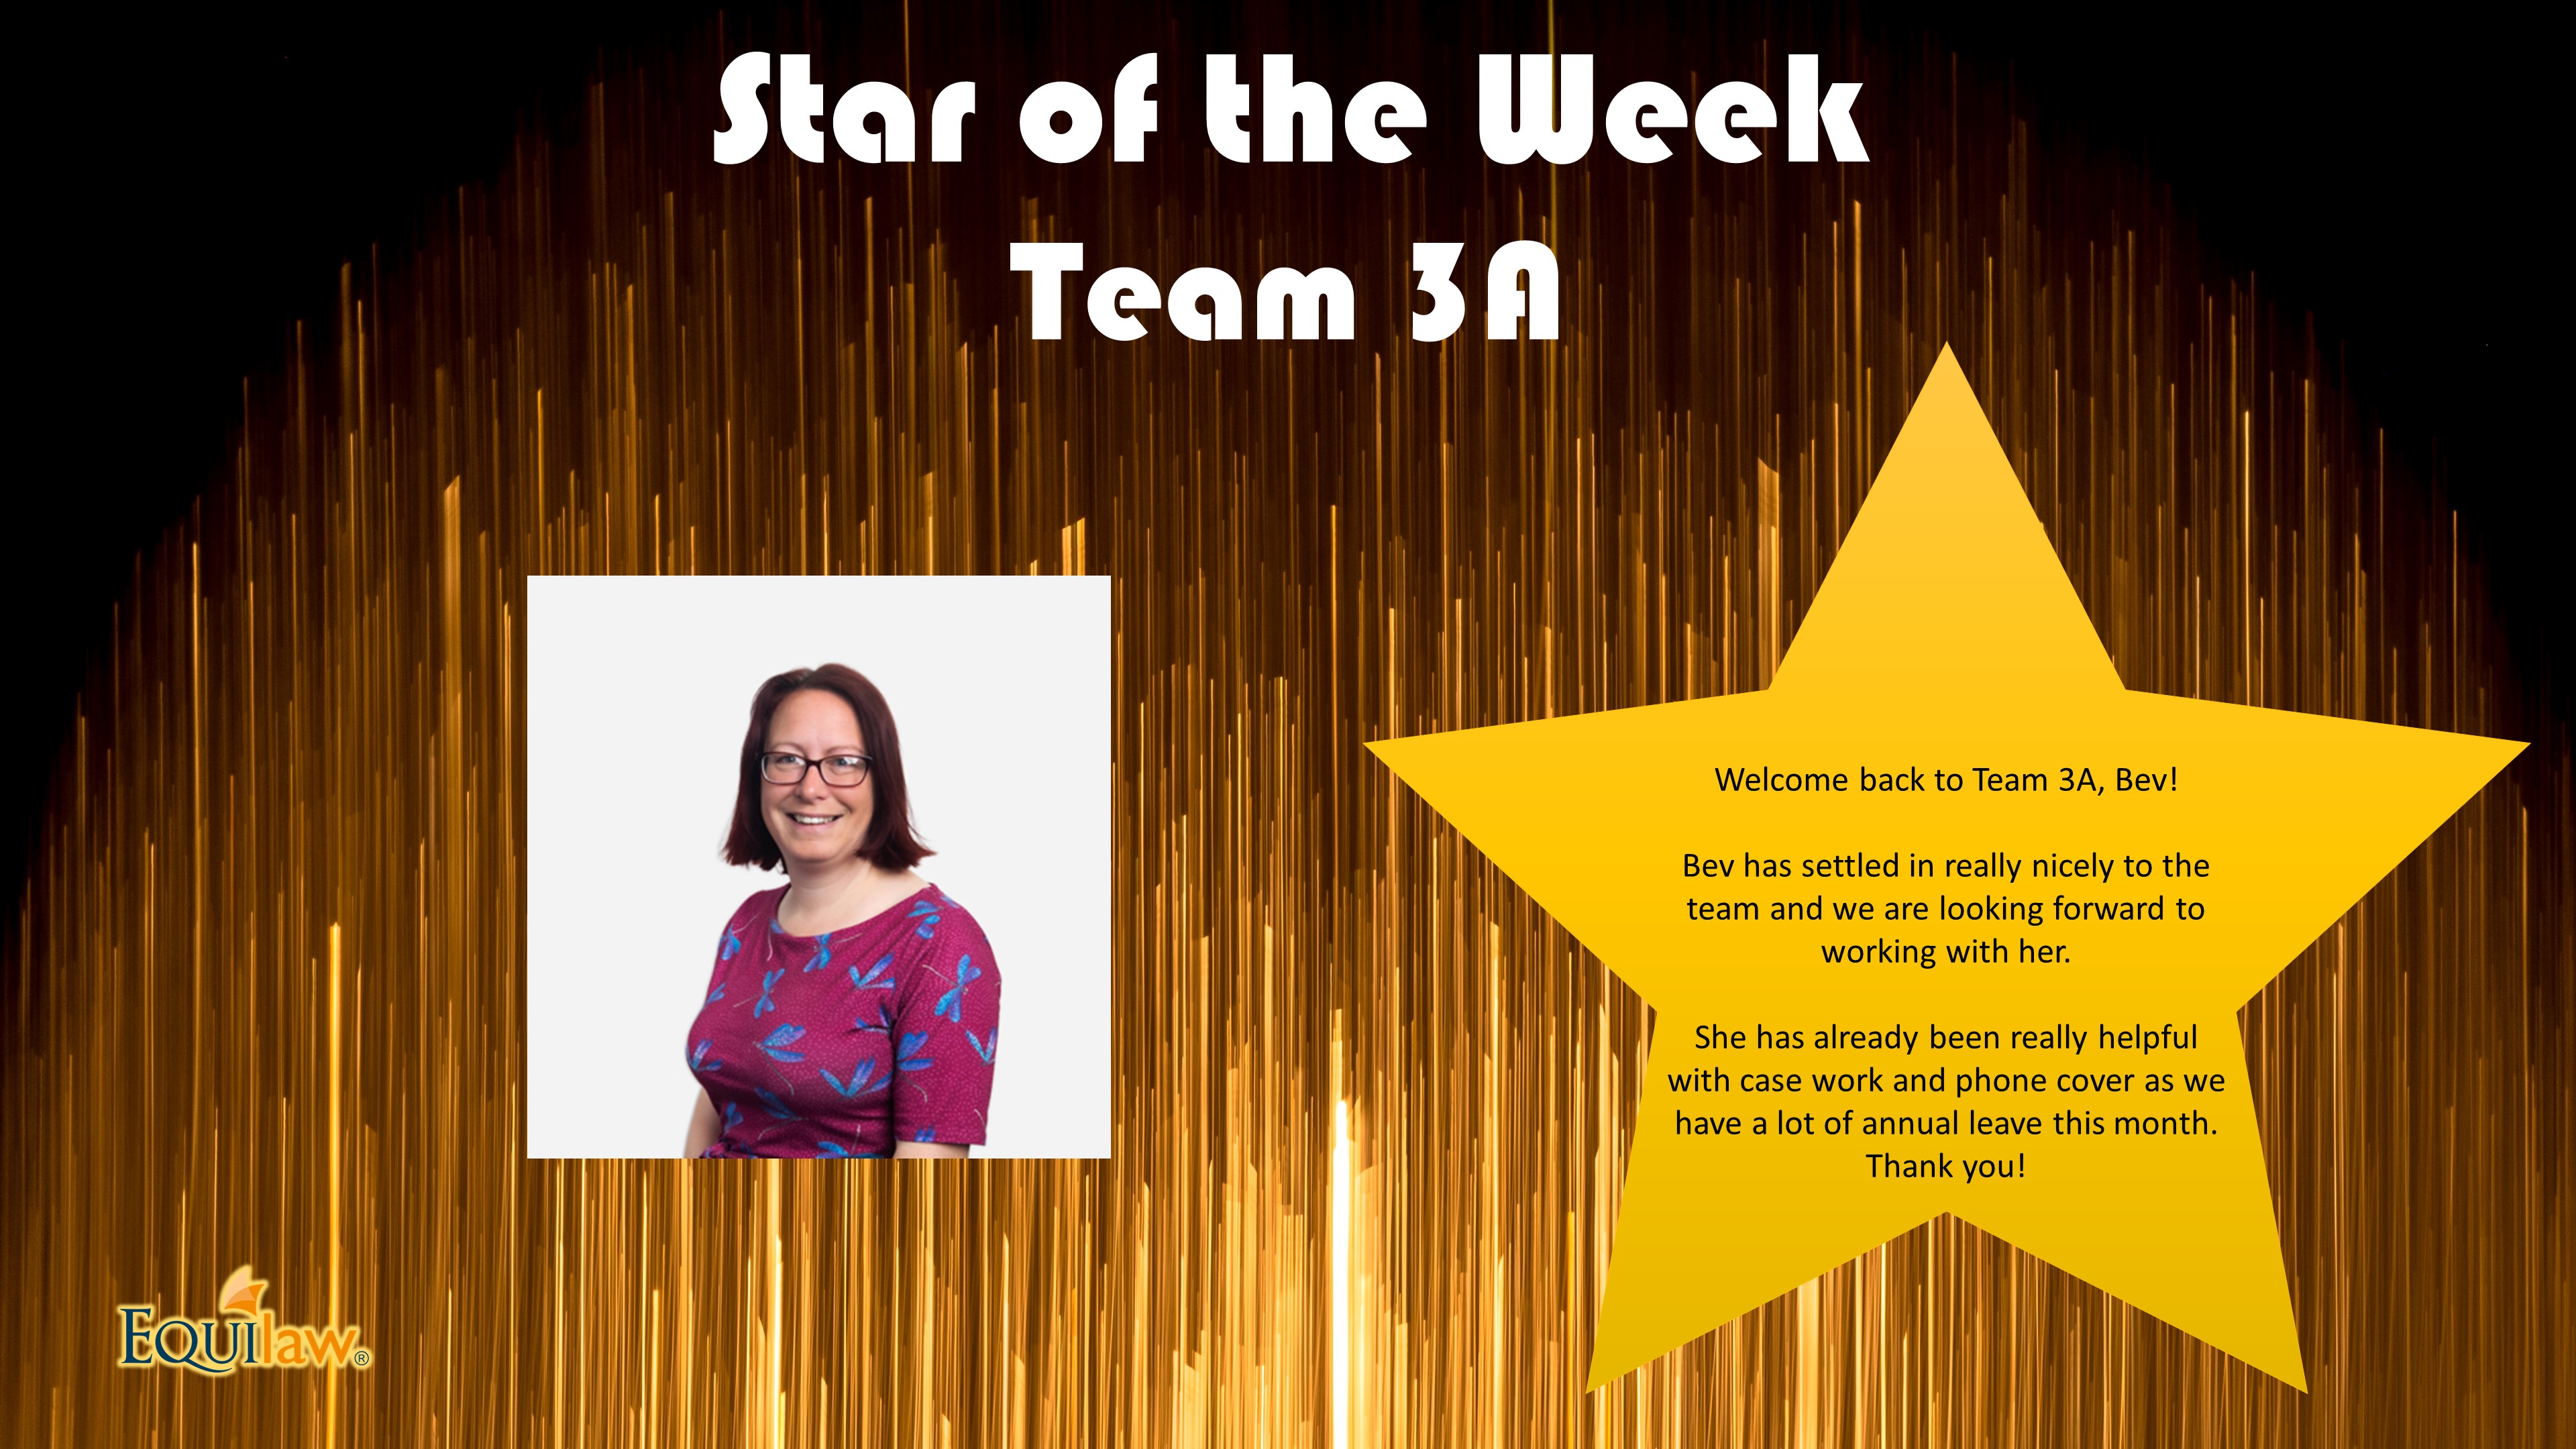 Star of the Week
Team 3A
Welcome back to Team 3A, Bev!
Bev has settled in really nicely to the
team and we are looking forward to
working with her.
She has already been really helpful
with case work and phone cover as we
have a lot of annual leave this month.
Thank you!
EQUIlaw®